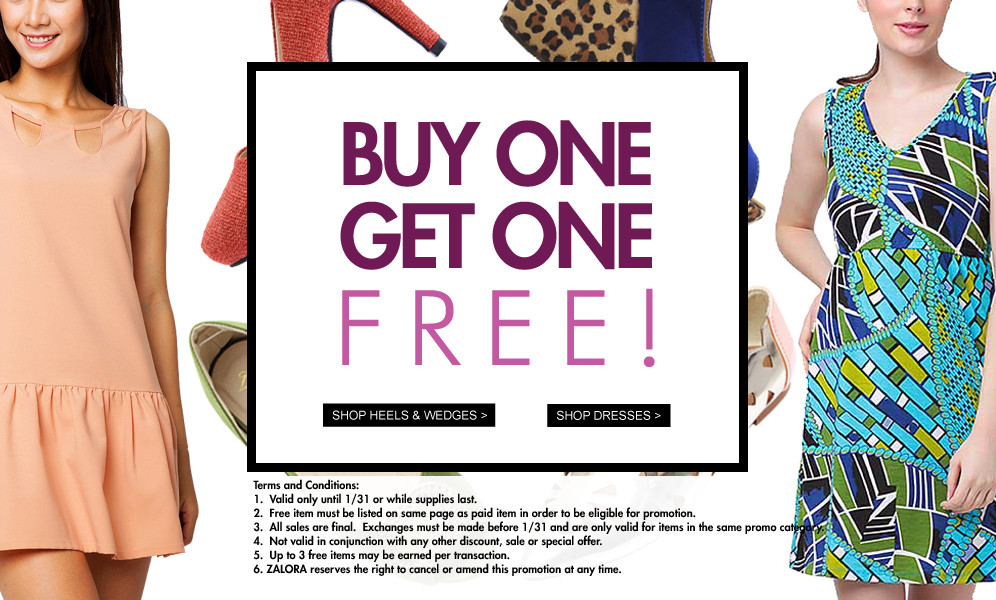 BUY ONE
GET ONE
FREE!
SHOP HEELS & WEDGES >
SHOP DRESSES >
Terms and Conditions:
1. Valid only until 1/31 or while supplies last.
2. Free item must be listed on same page as paid item in order to be eligible for promotion.
3. All sales are final. Exchanges must be made before 1/31 and are only valid for items in the same promo category.
4. Not valid in conjunction with any other discount, sale or special offer.
5. Up to 3 free items may be earned per transaction.
6. ZALORA reserves the right to cancel or amend this promotion at any time.